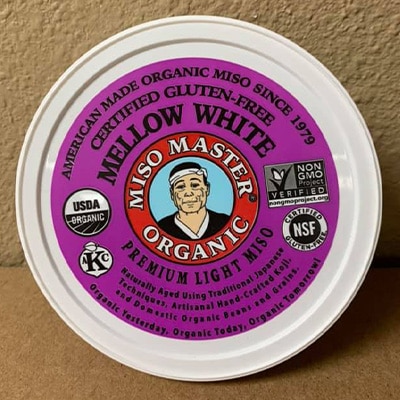 AMERICAN MADE ORGANIC MISO SINCE 1979
CERTIFIED GLUTEN-FREE
MELLOW WHITE
MISO MASTER®
ORGANIC
PREMIUM LIGHT MISO
USDA
ORGANIC
NON
GMO
Project
VERIFIED
nongmoproject.org
CERTIFIED
NSF
GLUTEN-FREE
Kc
Naturally Aged Using Traditional Japanese
Techniques, Artisanal Hand-Crafted Koji,
and Domestic Organic Beans and Grains.
Organic Yesterday, Organic Today, Organic Tomorrow!